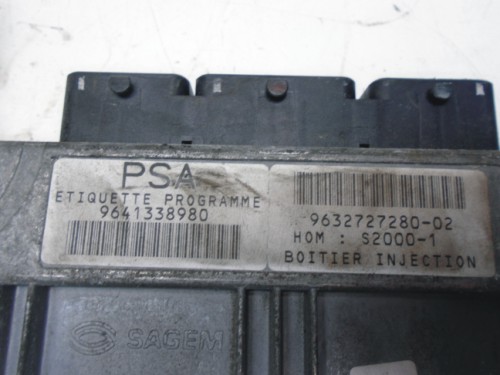 PSA
ETIQUETTE PROGRAMME
9641338980
9632727280-02
HOM : S2000-1
BOITIER INJECTION
SAGEM